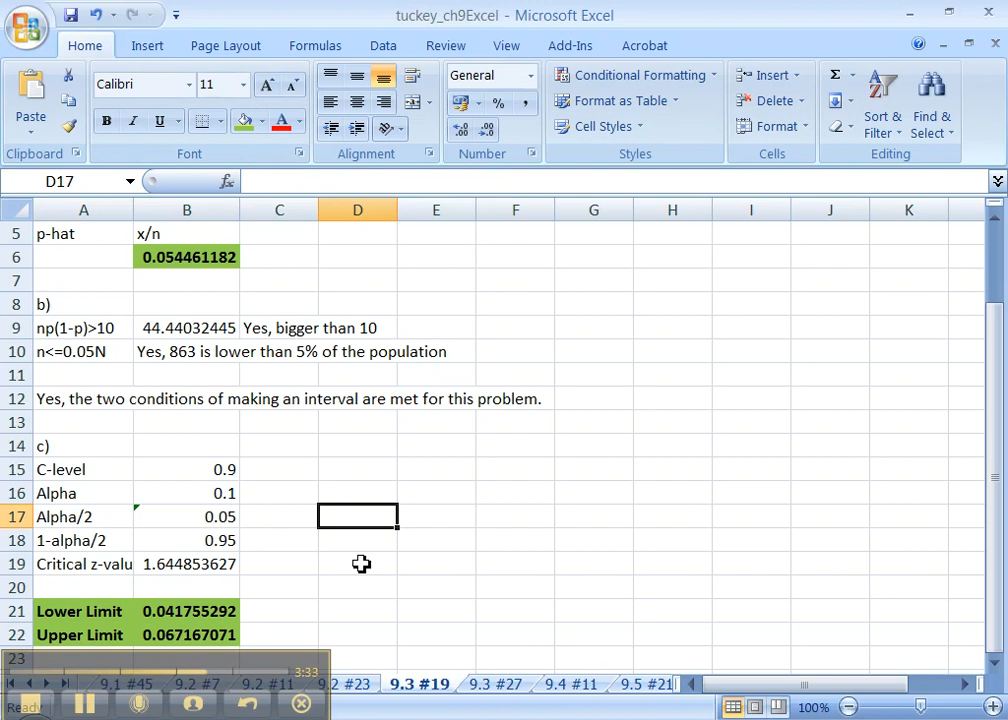 tuckey_ch9Excel - Microsoft Excel
Home Insert Page Layout Formulas Data Review View Add-Ins Acrobat
Paste
Calibri 11
B I U
General
$ % ,
Conditional Formatting
Format as Table
Cell Styles
Insert
Delete
Format
Σ
Sort & Filter
Find & Select
Clipboard Font Alignment Number Styles Cells Editing
D17 fx
A B C D E F G H I J K
5 p-hat x/n
6 0.054461182
7
8 b)
9 np(1-p)>10 44.44032445 Yes, bigger than 10
10 n<=0.05N Yes, 863 is lower than 5% of the population
11
12 Yes, the two conditions of making an interval are met for this problem.
13
14 c)
15 C-level 0.9
16 Alpha 0.1
17 Alpha/2 0.05
18 1-alpha/2 0.95
19 Critical z-valu 1.644853627
20
21 Lower Limit 0.041755292
22 Upper Limit 0.067167071
23
3:33
9.1 #45 9.2 #7 9.2 #11 9.2 #23 9.3 #19 9.3 #27 9.4 #11 9.5 #21
Ready 100%